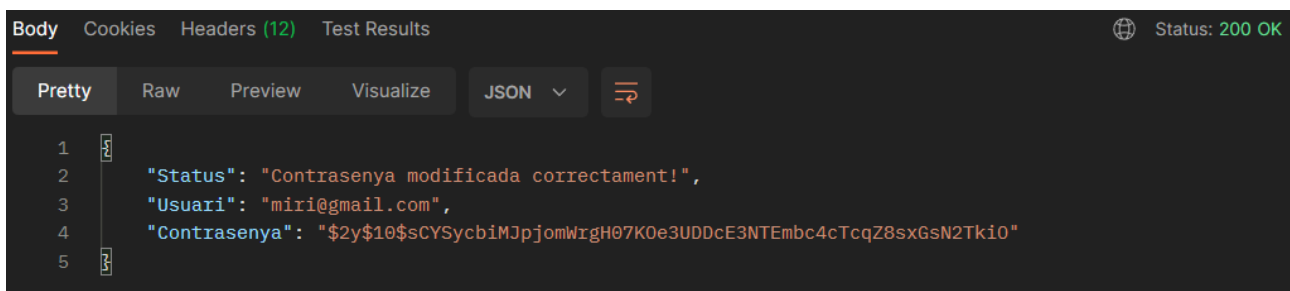 Body Cookies Headers (12) Test Results Status: 200 OK
Pretty Raw Preview Visualize JSON
1 {
2 "Status": "Contrasenya modificada correctament!",
3 "Usuari": "miri@gmail.com",
4 "Contrasenya": "$2y$10$sCYSycbiMJpjomWrgH07KOe3UDDcE3NTEmbc4cTcqZ8sxGsN2TkiO"
5 }